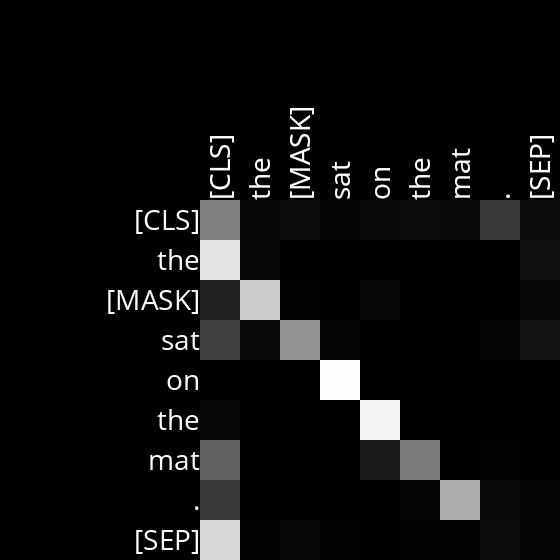 [CLS]
the
[MASK]
sat
on
the
mat
.
[SEP]
[CLS]
the
[MASK]
sat
on
the
mat
.
[SEP]